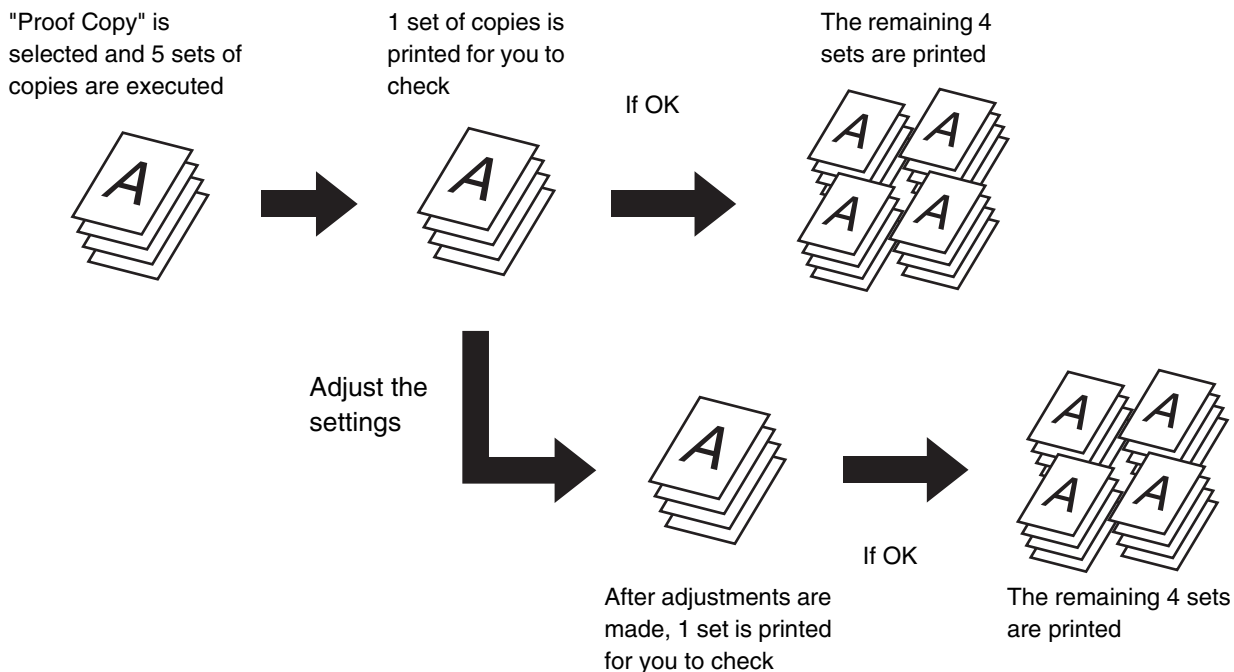 "Proof Copy" is
selected and 5 sets of
copies are executed
1 set of copies is
printed for you to
check
If OK
The remaining 4
sets are printed
A
A
A
A
A
A
Adjust the
settings
A
If OK
A
A
A
A
After adjustments are
made, 1 set is printed
for you to check
The remaining 4 sets
are printed